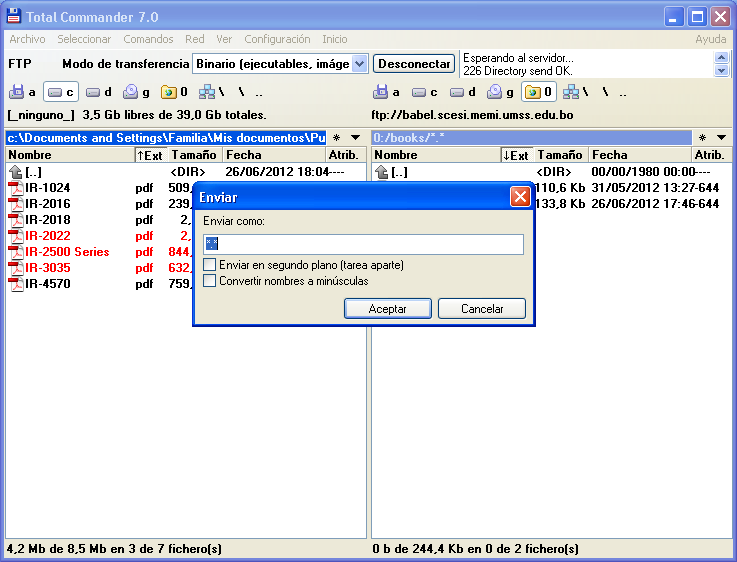 Total Commander 7.0
Archivo Seleccionar Comandos Red Ver Configuración Inicio Ayuda
FTP Modo de transferencia Binario (ejecutables, imáge Desconectar
Esperando al servidor...
226 Directory send OK.
a c d g 0 \ \ .. a c d g 0 \ \ ..
[_ninguno_] 3,5 Gb libres de 39,0 Gb totales. ftp://babel.scesi.memi.umss.edu.bo
c:\Documents and Settings\Familia\Mis documentos\Pu * 0:/books/*.* *
Nombre ↑Ext Tamaño Fecha Atrib. Nombre ↓Ext Tamaño Fecha Atrib.
[..] <DIR> 26/06/2012 18:04 ---- [..] <DIR> 00/00/1980 00:00 ----
IR-1024 pdf 509, 110,6 Kb 31/05/2012 13:27 -644
IR-2016 pdf 239, 133,8 Kb 26/06/2012 17:46 -644
IR-2018 pdf 2,
IR-2022 pdf 2,
IR-2500 Series pdf 844,
IR-3035 pdf 632,
IR-4570 pdf 759,
Enviar
Enviar como:
*.*
Enviar en segundo plano (tarea aparte)
Convertir nombres a minúsculas
Aceptar Cancelar
4,2 Mb de 8,5 Mb en 3 de 7 fichero(s) 0 b de 244,4 Kb en 0 de 2 fichero(s)